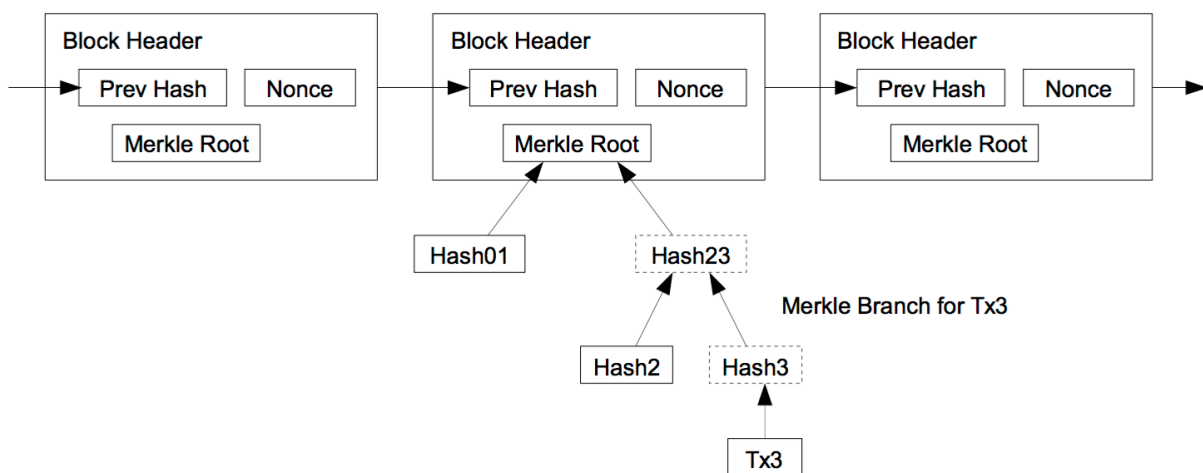 Block Header
Prev Hash
Nonce
Merkle Root
Block Header
Prev Hash
Nonce
Merkle Root
Block Header
Prev Hash
Nonce
Merkle Root
Hash01
Hash23
Merkle Branch for Tx3
Hash2
Hash3
Tx3